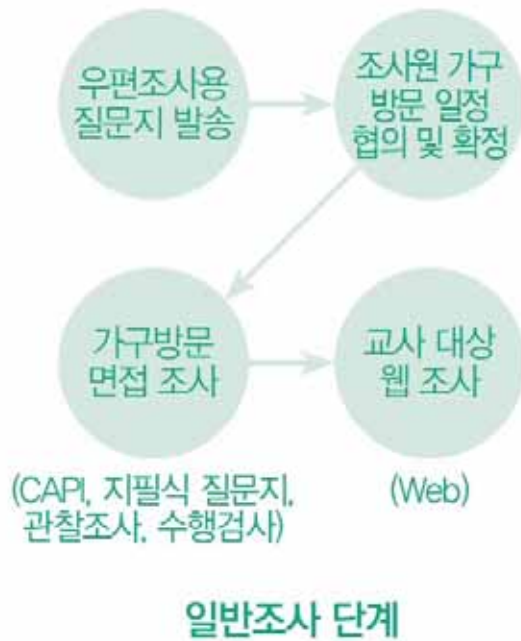 우편조사용
질문지 발송
조사원 가구
방문 일정
협의 및 확정
가구방문
면접 조사
교사 대상
웹 조사
(CAPI, 지필식 질문지,
관찰조사, 수행검사)
(Web)
일반조사 단계